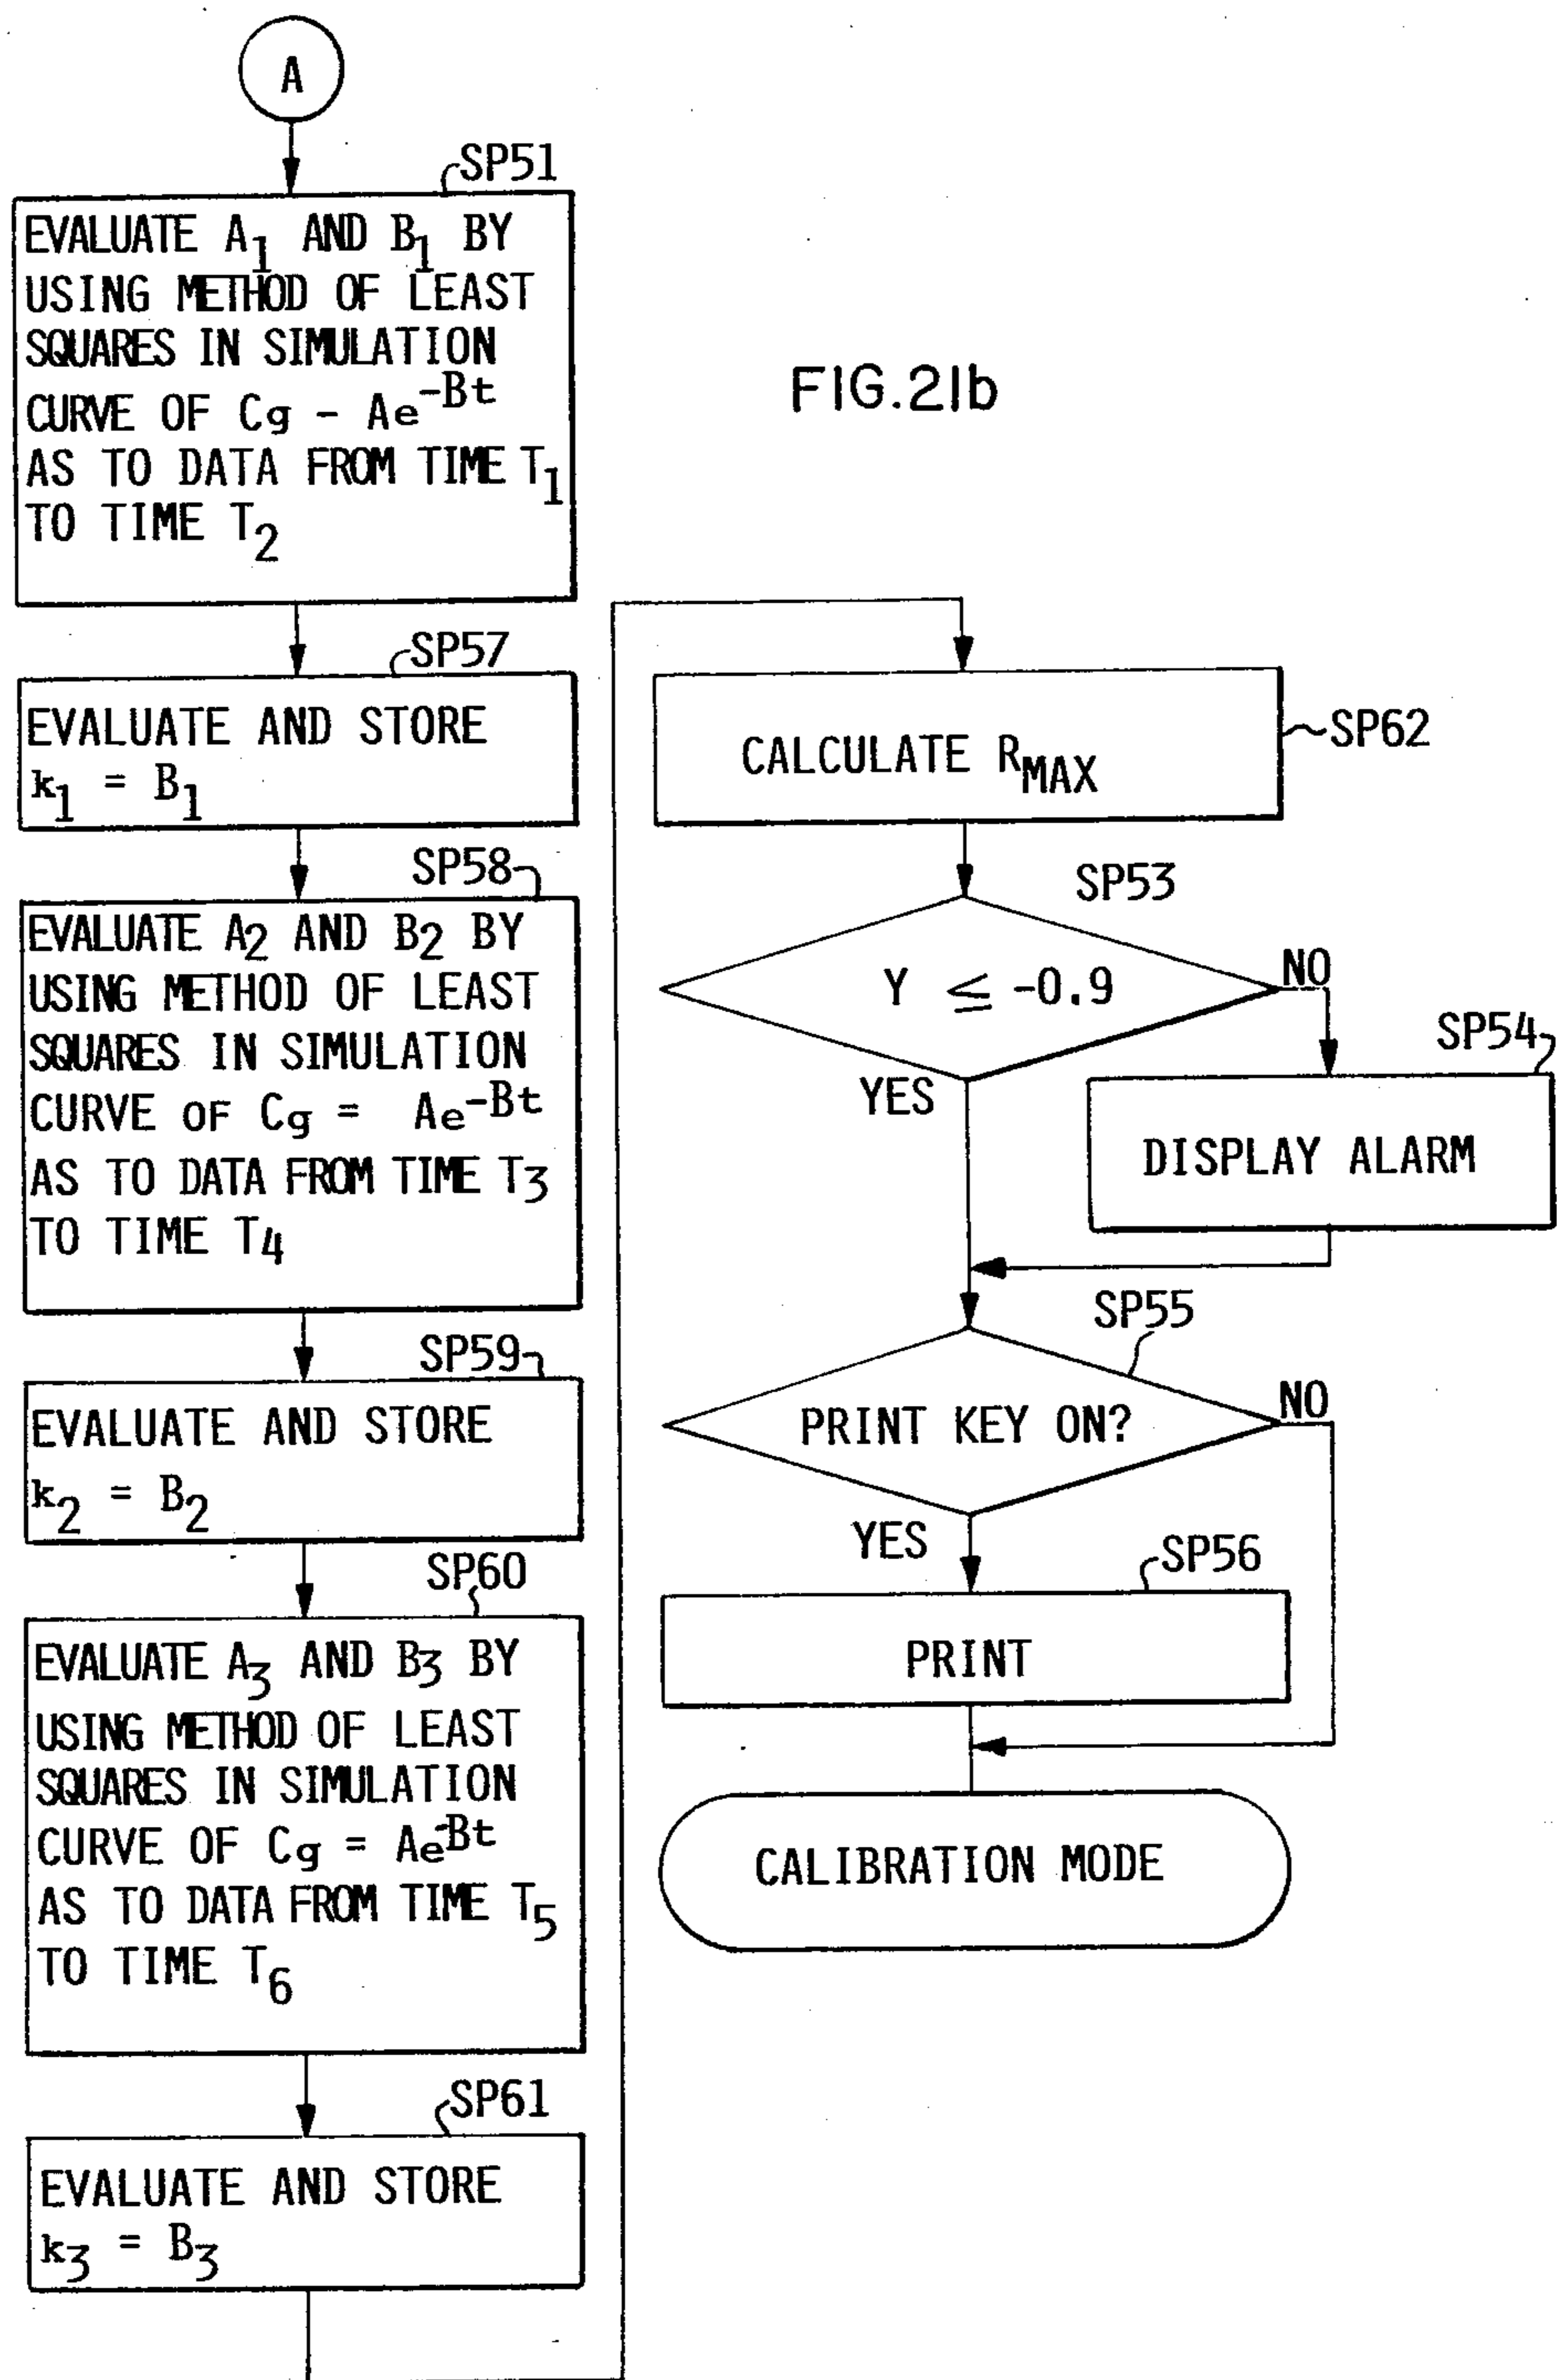 A
SP51
EVALUATE A₁ AND B₁ BY
USING METHOD OF LEAST
SQUARES IN SIMULATION
CURVE OF Cg - Ae⁻ᴮᵗ
AS TO DATA FROM TIME T₁
TO TIME T₂
SP57
EVALUATE AND STORE
k₁ = B₁
SP58
EVALUATE A₂ AND B₂ BY
USING METHOD OF LEAST
SQUARES IN SIMULATION
CURVE OF Cg = Ae⁻ᴮᵗ
AS TO DATA FROM TIME T₃
TO TIME T₄
SP59
EVALUATE AND STORE
k₂ = B₂
SP60
EVALUATE A₃ AND B₃ BY
USING METHOD OF LEAST
SQUARES IN SIMULATION
CURVE OF Cg = Ae⁻ᴮᵗ
AS TO DATA FROM TIME T₅
TO TIME T₆
SP61
EVALUATE AND STORE
k₃ = B₃
FIG.21b
SP62
CALCULATE RMAX
SP53
Y ≦ -0.9
NO
YES
SP54
DISPLAY ALARM
SP55
PRINT KEY ON?
NO
YES
SP56
PRINT
CALIBRATION MODE